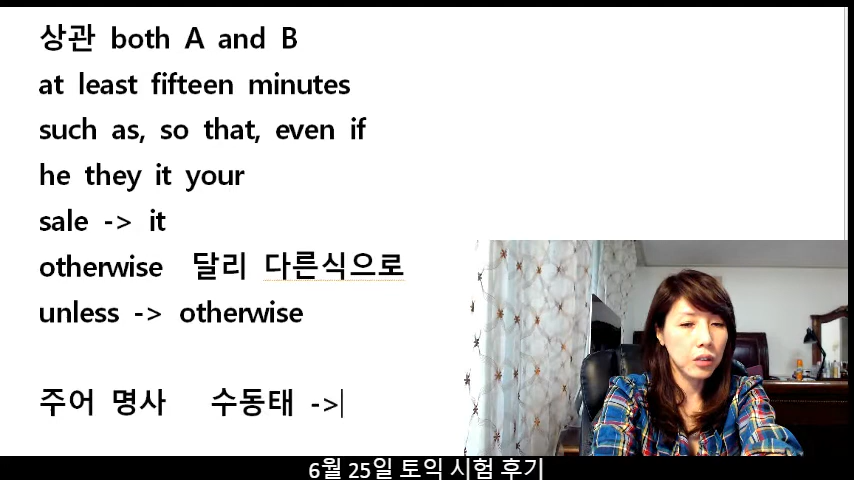 상관 both A and B
at least fifteen minutes
such as, so that, even if
he they it your
sale -> it
otherwise 달리 다른식으로
unless -> otherwise
주어 명사 수동태 ->
6월 25일 토익 시험 후기